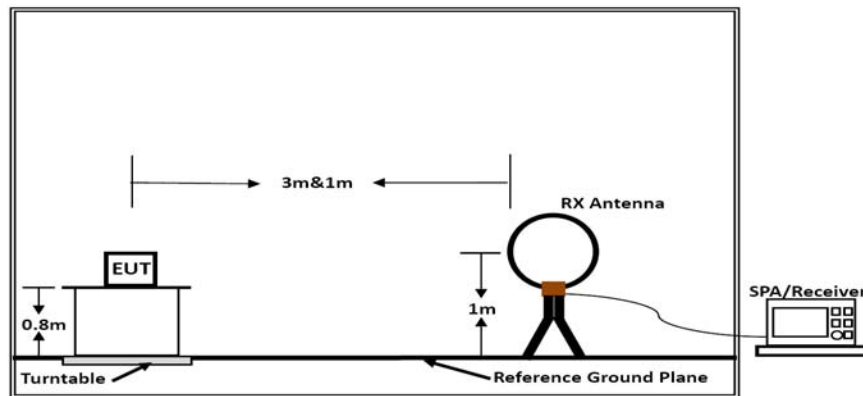 3m&1m
RX Antenna
EUT
SPA/Receiver
0.8m
1m
Turntable
Reference Ground Plane